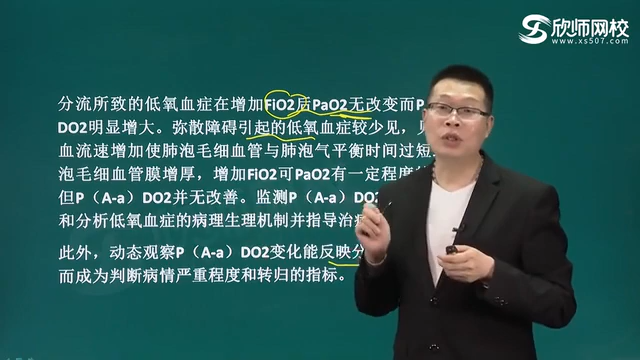 欣师网校
www.xs507.com
分流所致的低氧血症在增加FiO2后PaO2无改变而P
DO2明显增大。弥散障碍引起的低氧血症较少见，
血流速增加使肺泡毛细血管与肺泡气平衡时间过短
泡毛细血管膜增厚，增加FiO2可PaO2有一定程度
但P（A-a）DO2并无改善。监测P（A-a）DO2
和分析低氧血症的病理生理机制并指导治
此外，动态观察P（A-a）DO2变化能反映分
而成为判断病情严重程度和转归的指标。